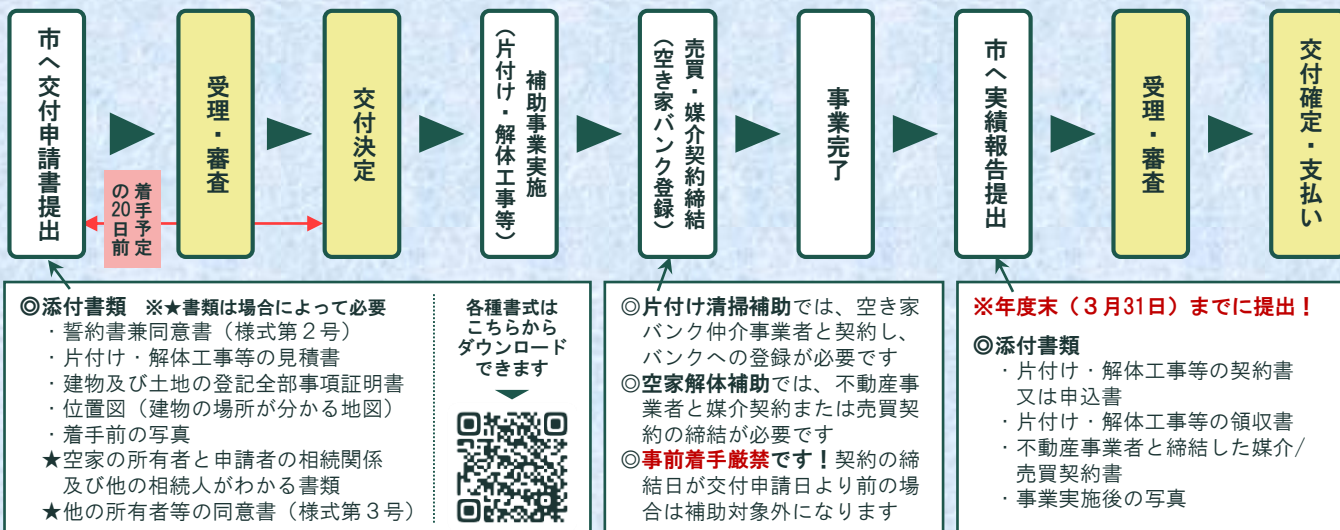 市へ交付申請書提出
着手予定
の20日前
受理・審査
交付決定
補助事業実施
（片付け・解体工事等）
売買・媒介契約締結
（空き家バンク登録）
事業完了
市へ実績報告提出
受理・審査
交付確定・支払い
◎添付書類　※★書類は場合によって必要
・誓約書兼同意書（様式第２号）
・片付け・解体工事等の見積書
・建物及び土地の登記全部事項証明書
・位置図（建物の場所が分かる地図）
・着手前の写真
★空家の所有者と申請者の相続関係
及び他の相続人がわかる書類
★他の所有者等の同意書（様式第３号）
各種書式は
こちらから
ダウンロード
できます
◎片付け清掃補助では、空き家
バンク仲介事業者と契約し、
バンクへの登録が必要です
◎空家解体補助では、不動産事
業者と媒介契約または売買契
約の締結が必要です
◎事前着手厳禁です！契約の締
結日が交付申請日より前の場
合は補助対象外になります
※年度末（３月31日）までに提出！
◎添付書類
・片付け・解体工事等の契約書
又は申込書
・片付け・解体工事等の領収書
・不動産事業者と締結した媒介/
売買契約書
・事業実施後の写真